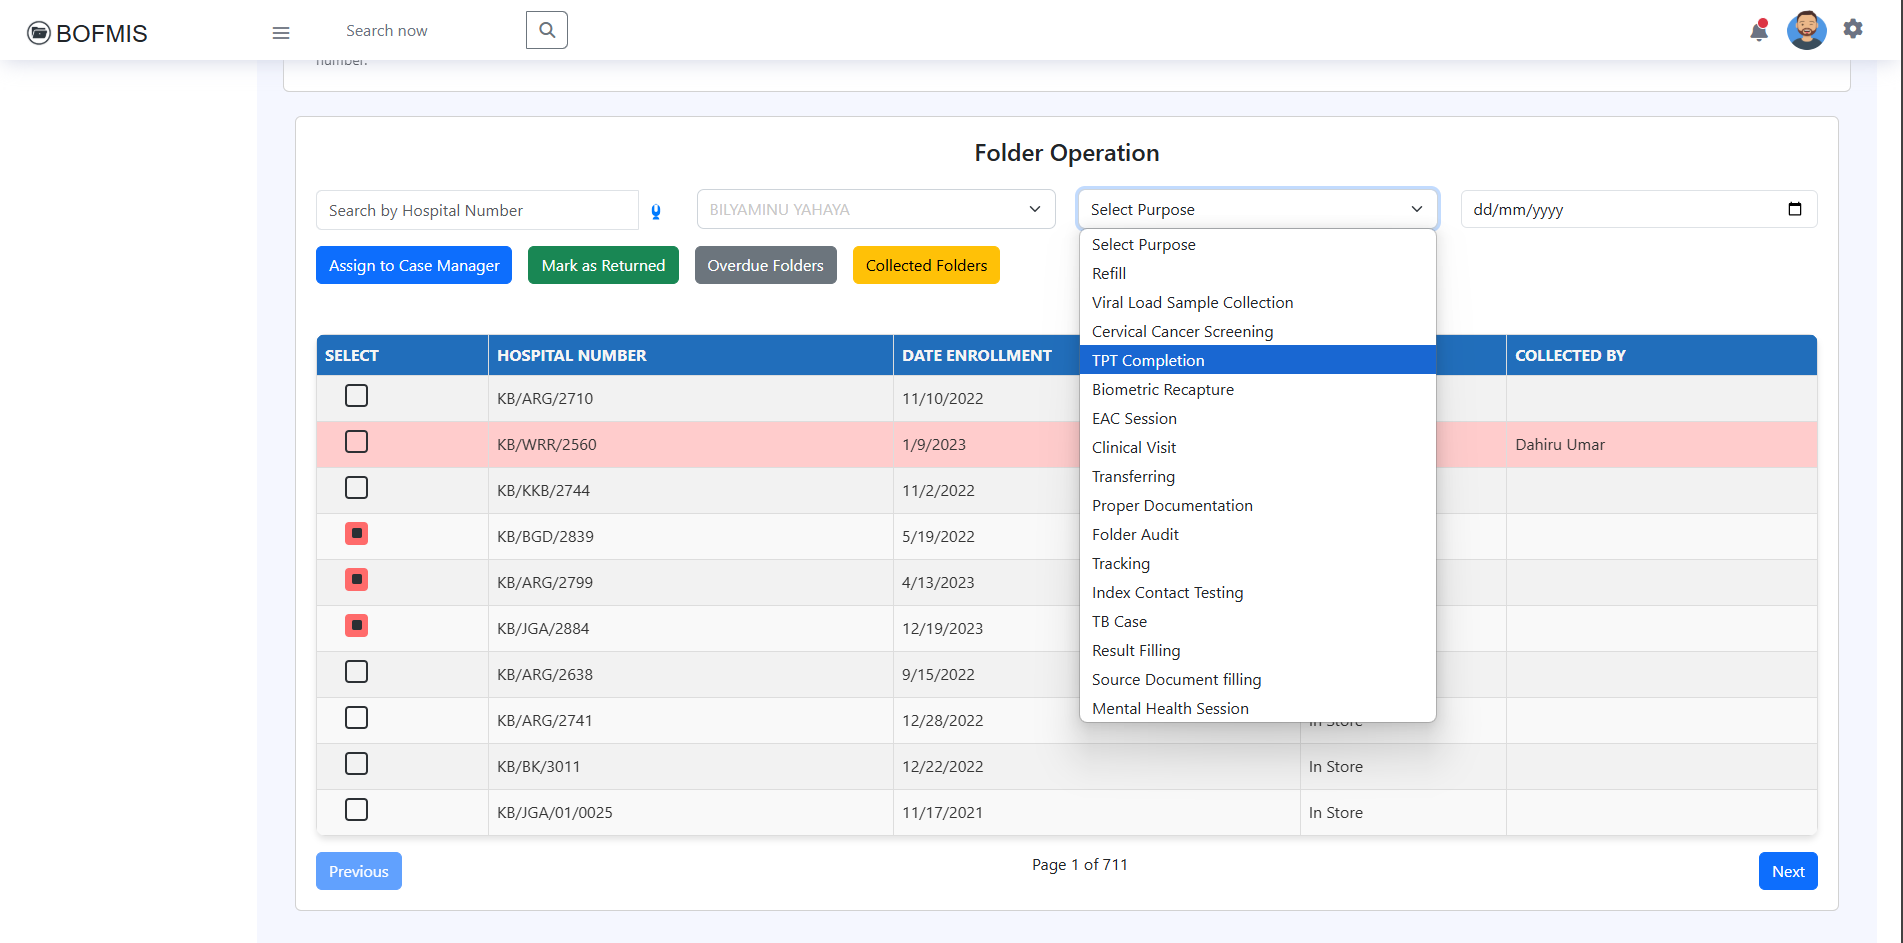 BOFMIS
Search now
number.
Folder Operation
Search by Hospital Number
BILYAMINU YAHAYA
Select Purpose
dd/mm/yyyy
Assign to Case Manager
Mark as Returned
Overdue Folders
Collected Folders
Select Purpose
Refill
Viral Load Sample Collection
Cervical Cancer Screening
TPT Completion
Biometric Recapture
EAC Session
Clinical Visit
Transferring
Proper Documentation
Folder Audit
Tracking
Index Contact Testing
TB Case
Result Filling
Source Document filling
Mental Health Session
SELECT HOSPITAL NUMBER DATE ENROLLMENT COLLECTED BY
KB/ARG/2710 11/10/2022
KB/WRR/2560 1/9/2023 Dahiru Umar
KB/KKB/2744 11/2/2022
KB/BGD/2839 5/19/2022
KB/ARG/2799 4/13/2023
KB/JGA/2884 12/19/2023
KB/ARG/2638 9/15/2022
KB/ARG/2741 12/28/2022 In Store
KB/BK/3011 12/22/2022 In Store
KB/JGA/01/0025 11/17/2021 In Store
Previous
Page 1 of 711
Next